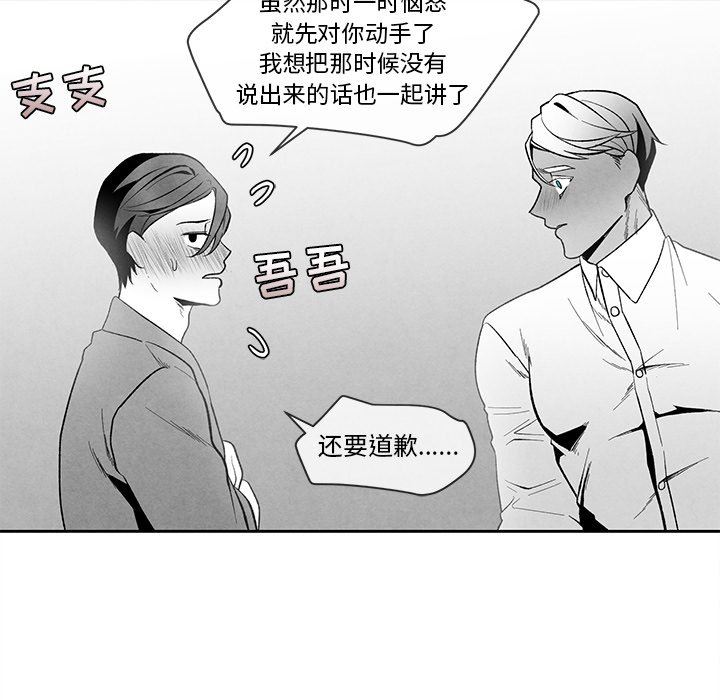 虽然那时一时恼怒
就先对你动手了
我想把那时候没有
说出来的话也一起讲了
支支
吾吾
还要道歉……